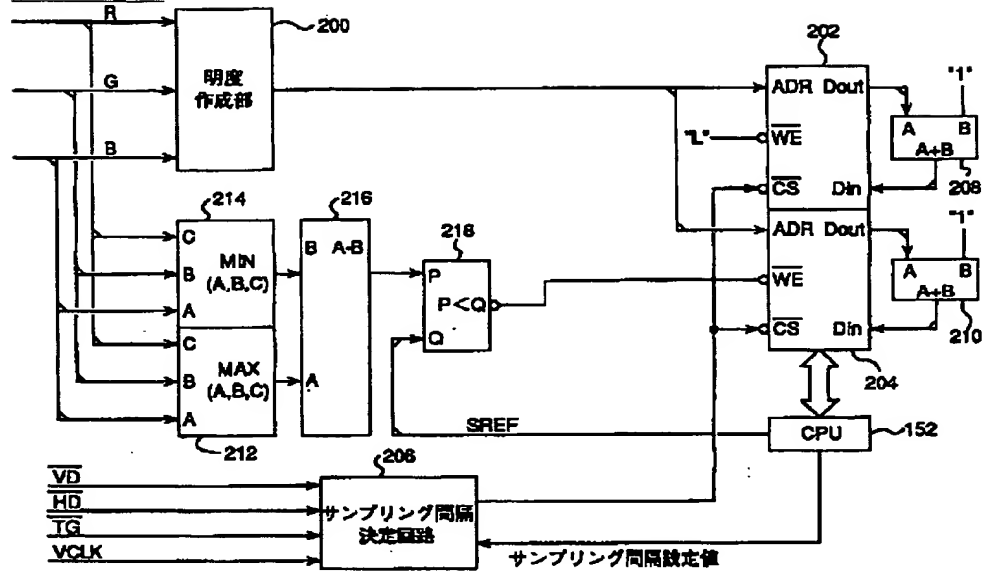 R
200
明度
作成部
G
B
202
ADR Dout
"1"
A B
A+B
208
"L"
WE
CS Din
214
C
B MIN
(A,B,C)
A
C
B MAX
(A,B,C)
A
212
216
B A-B
A
218
P
P<Q
Q
ADR Dout
"1"
A B
A+B
210
WE
CS Din
204
SREF
CPU
152
VD
HD
TG
VCLK
206
サンプリング間隔
決定回路
サンプリング間隔設定値